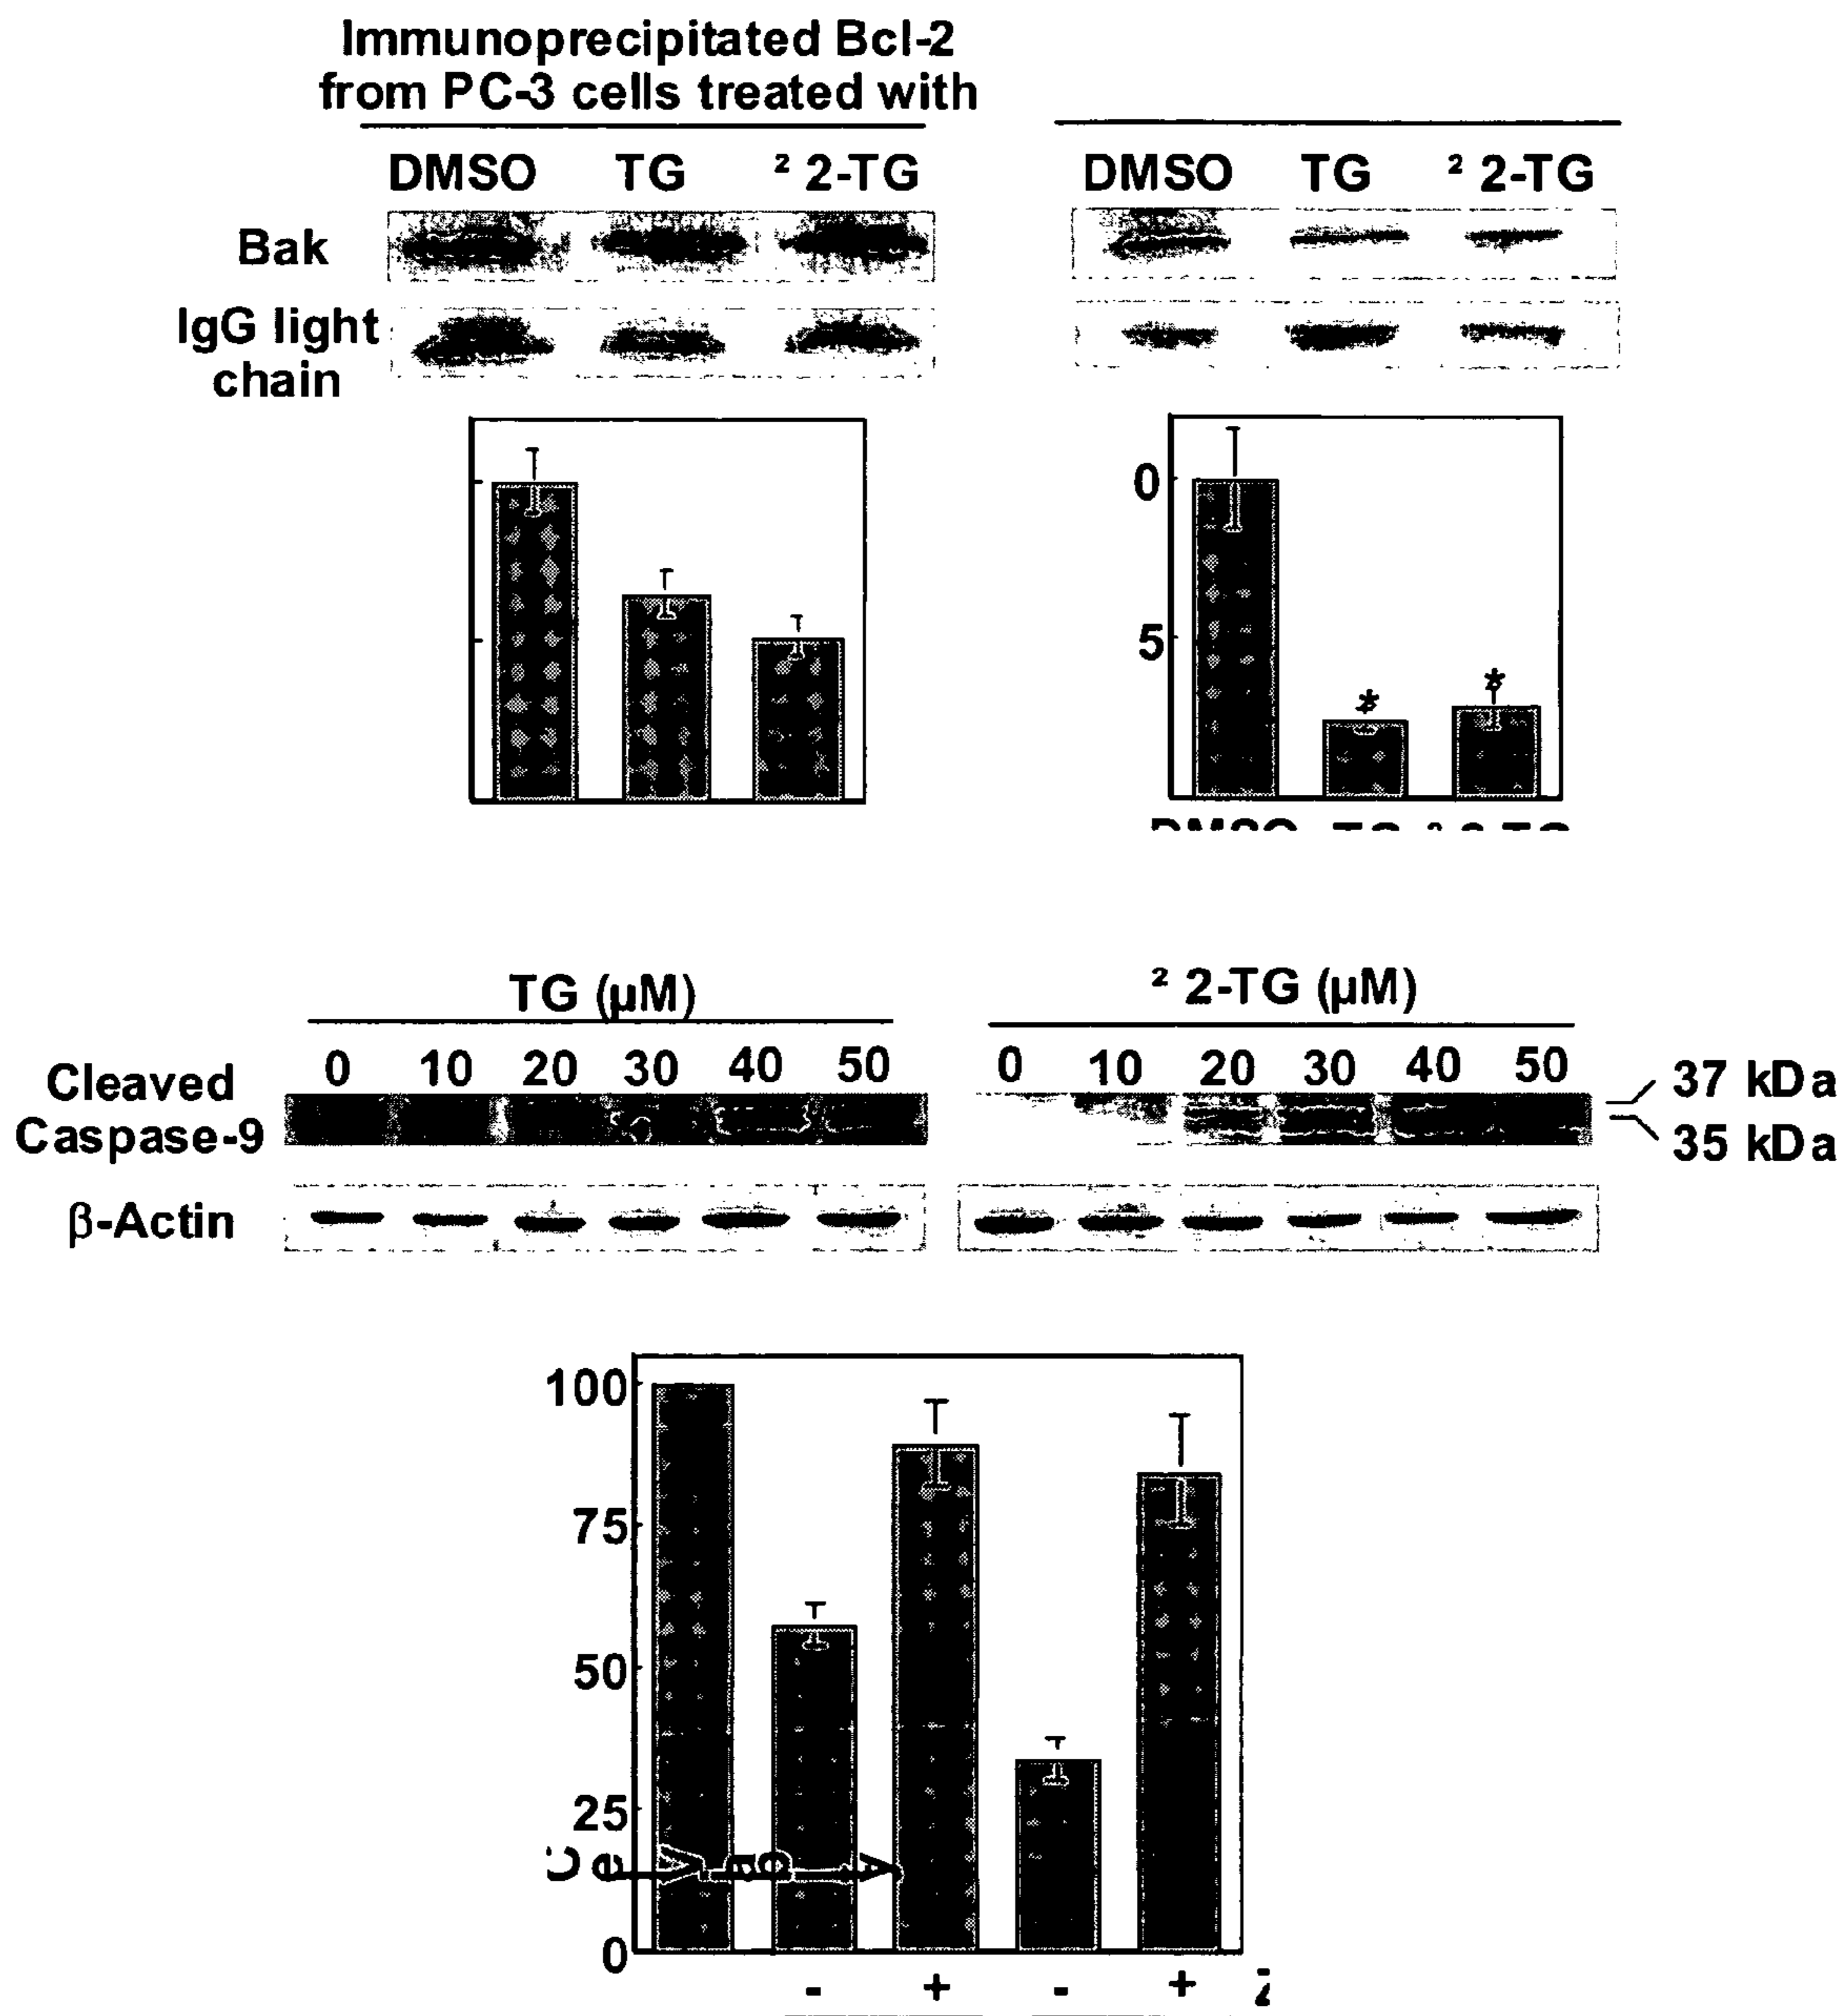 Immunoprecipitated Bcl-2
from PC-3 cells treated with
DMSO TG ² 2-TG DMSO TG ² 2-TG
Bak
IgG light
chain
0
5
* *
TG (µM) ² 2-TG (µM)
0 10 20 30 40 50 0 10 20 30 40 50
Cleaved
Caspase-9
37 kDa
35 kDa
β-Actin
100
75
50
25
0
- + - +